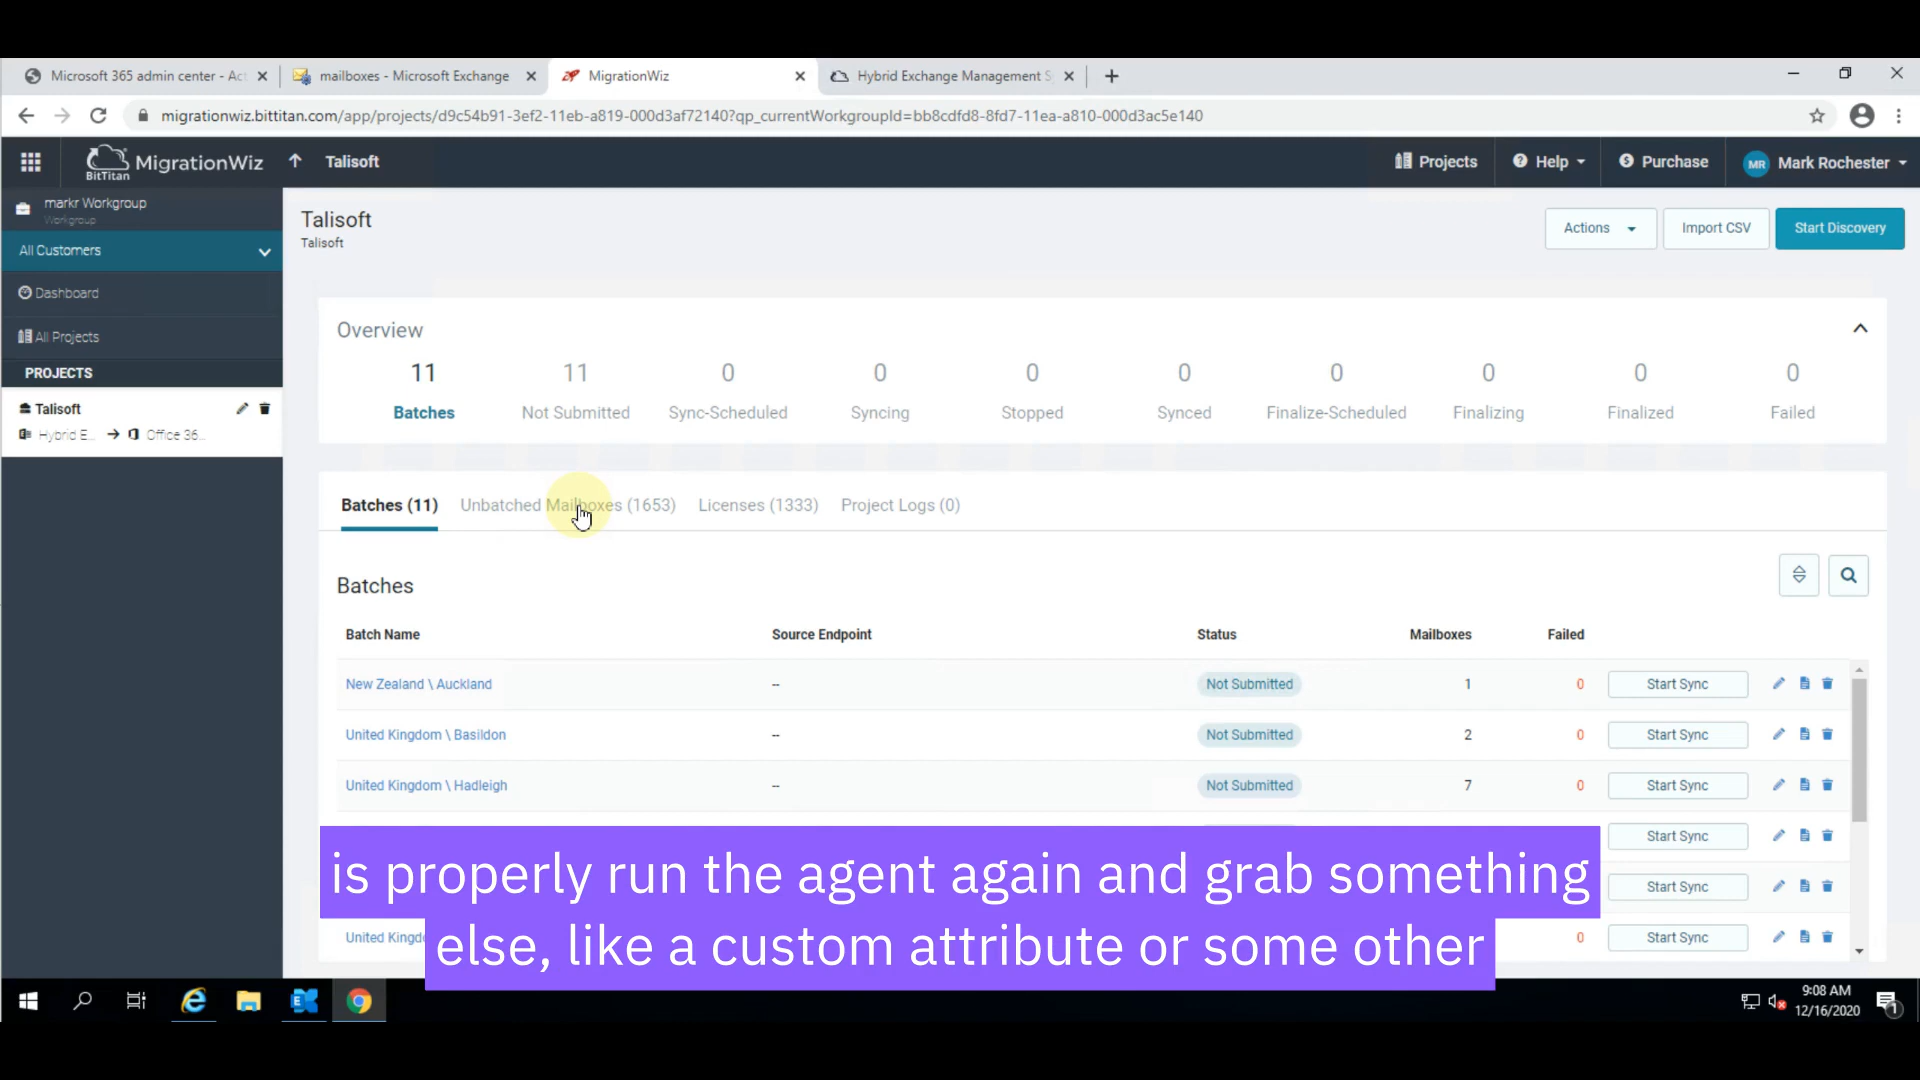 Microsoft 365 admin center - Act
mailboxes - Microsoft Exchange
MigrationWiz
Hybrid Exchange Management S
migrationwiz.bittitan.com/app/projects/d9c54b91-3ef2-11eb-a819-000d3af72140?qp_currentWorkgroupId=bb8cdfd8-8fd7-11ea-a810-000d3ac5e140
BitTitan MigrationWiz
Talisoft
Projects
Help
Purchase
MR Mark Rochester
markr Workgroup
Workgroup
All Customers
Dashboard
All Projects
PROJECTS
Talisoft
Hybrid E... → Office 36...
Talisoft
Talisoft
Actions
Import CSV
Start Discovery
Overview
11 11 0 0 0 0 0 0 0 0
Batches Not Submitted Sync-Scheduled Syncing Stopped Synced Finalize-Scheduled Finalizing Finalized Failed
Batches (11) Unbatched Mailboxes (1653) Licenses (1333) Project Logs (0)
Batches
Batch Name Source Endpoint Status Mailboxes Failed
New Zealand \ Auckland -- Not Submitted 1 0 Start Sync
United Kingdom \ Basildon -- Not Submitted 2 0 Start Sync
United Kingdom \ Hadleigh -- Not Submitted 7 0 Start Sync
Start Sync
Start Sync
0 Start Sync
is properly run the agent again and grab something
else, like a custom attribute or some other
9:08 AM
12/16/2020
1